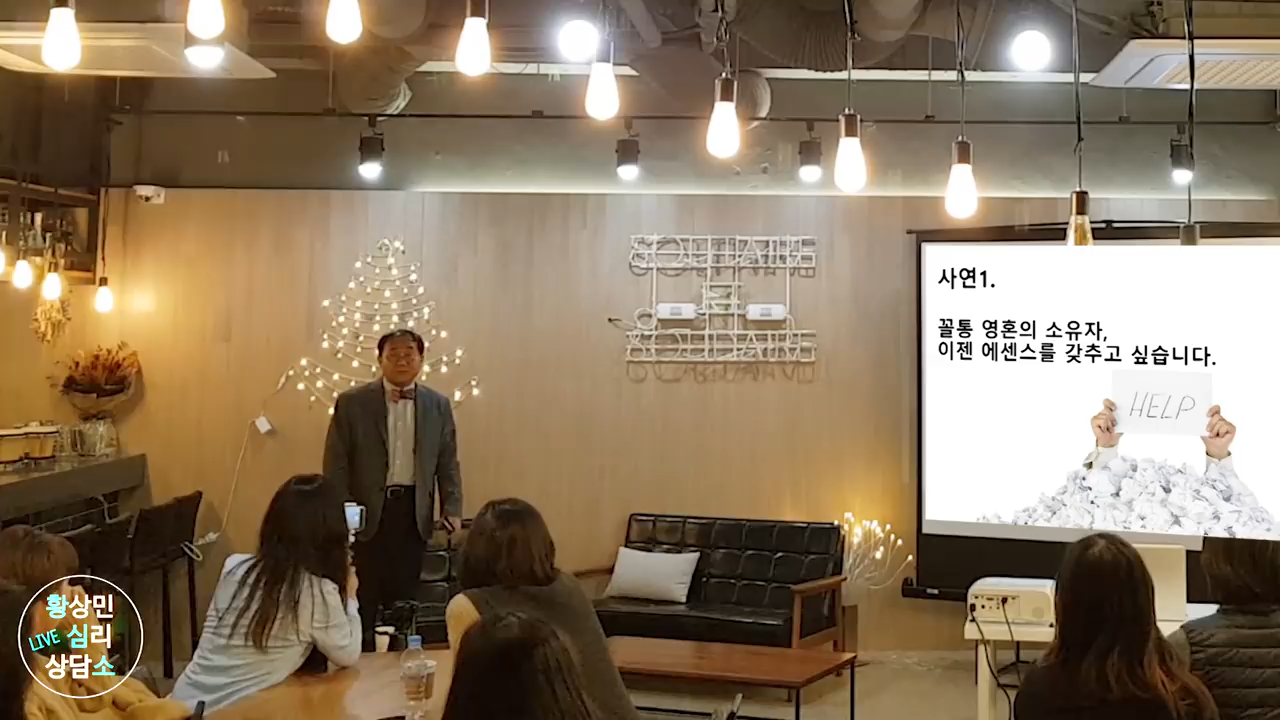 사연1.
꼴통 영혼의 소유자,
이젠 에센스를 갖추고 싶습니다.
HELP
황상민
LIVE 심리
상담소